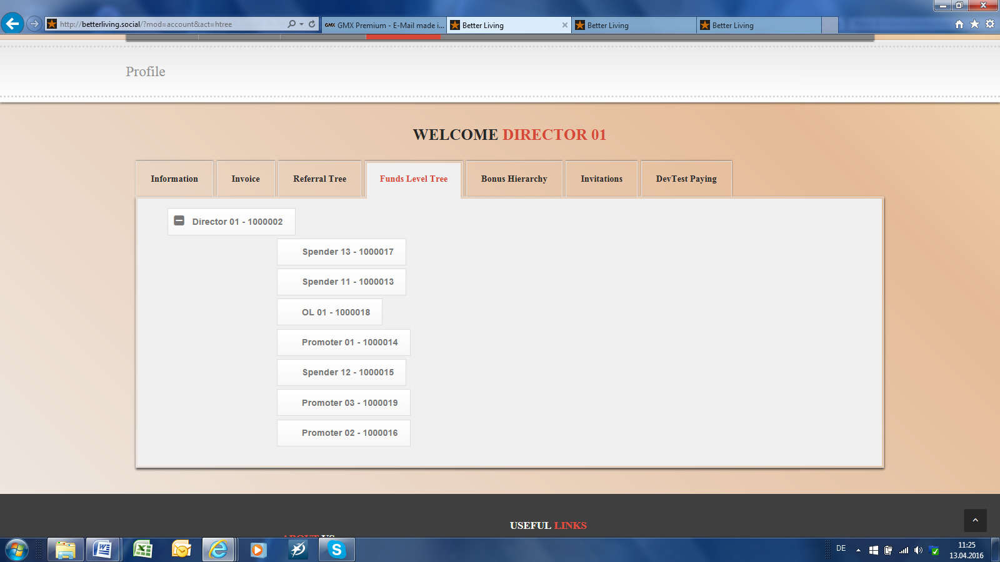 http://betterliving.social/?mod=account&act=htree
GMX GMX Premium - E-Mail made i...
Better Living
Better Living
Better Living
Profile
WELCOME DIRECTOR 01
Information
Invoice
Referral Tree
Funds Level Tree
Bonus Hierarchy
Invitations
DevTest Paying
Director 01 - 1000002
Spender 13 - 1000017
Spender 11 - 1000013
OL 01 - 1000018
Promoter 01 - 1000014
Spender 12 - 1000015
Promoter 03 - 1000019
Promoter 02 - 1000016
USEFUL LINKS
ABOUT US
DE
11:25
13.04.2016